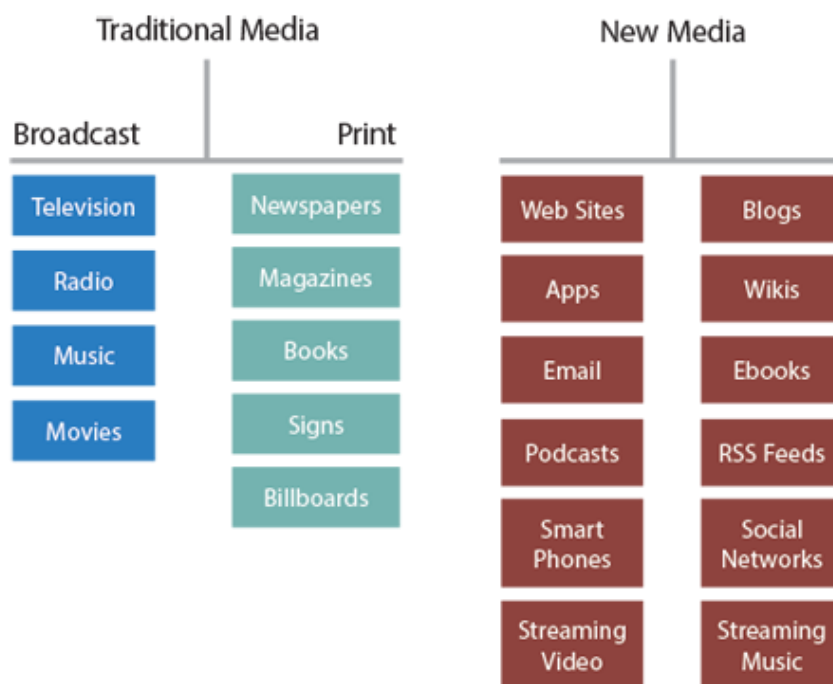 Traditional Media
Broadcast
Print
Television
Radio
Music
Movies
Newspapers
Magazines
Books
Signs
Billboards
New Media
Web Sites
Apps
Email
Podcasts
Smart
Phones
Streaming
Video
Blogs
Wikis
Ebooks
RSS Feeds
Social
Networks
Streaming
Music